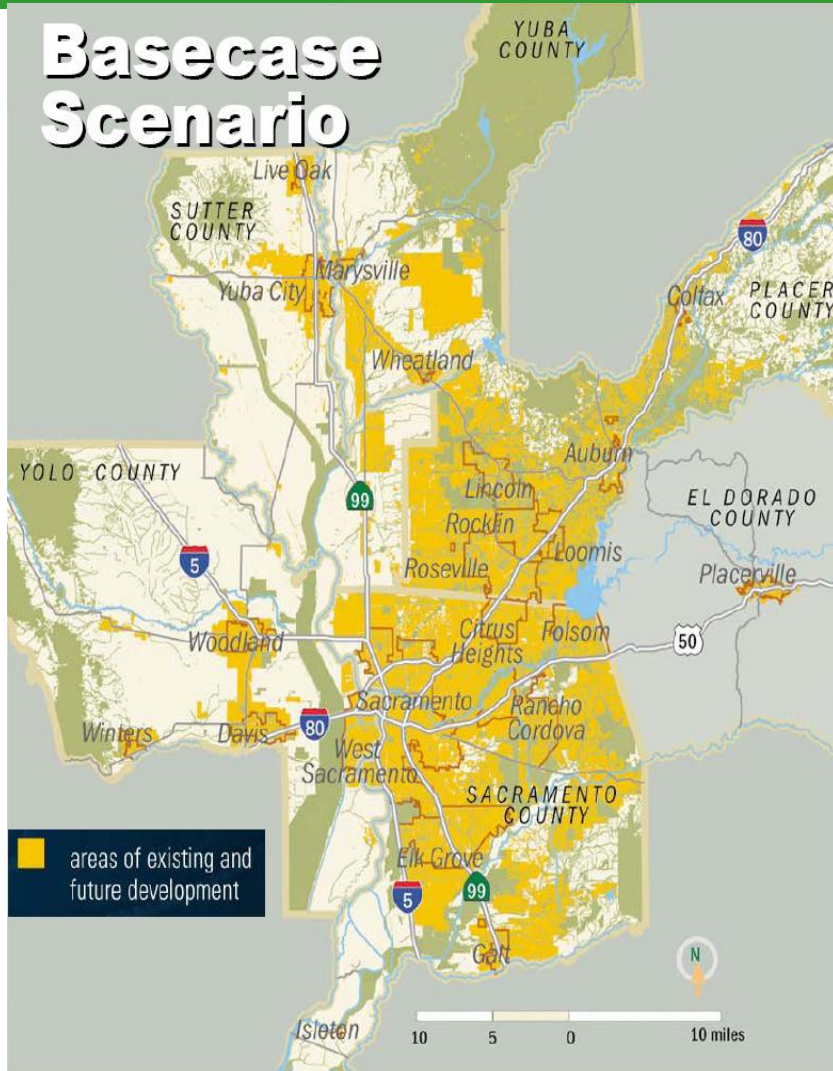 Basecase
Scenario
YUBA
COUNTY
Live Oak
SUTTER
COUNTY
80
Marysville
Colfax
PLACER
COUNTY
Yuba City
Wheatland
Auburn
YOLO COUNTY
Lincoln
99
EL DORADO
COUNTY
Rocklin
Loomis
5
Roseville
Placerville
Woodland
Citrus
Heights
Folsom
50
Sacramento
Rancho
Cordova
Winters
Davis
80
West
Sacramento
SACRAMENTO
COUNTY
areas of existing and
future development
Elk Grove
5
99
Galt
N
Isleton
10 5 0 10 miles